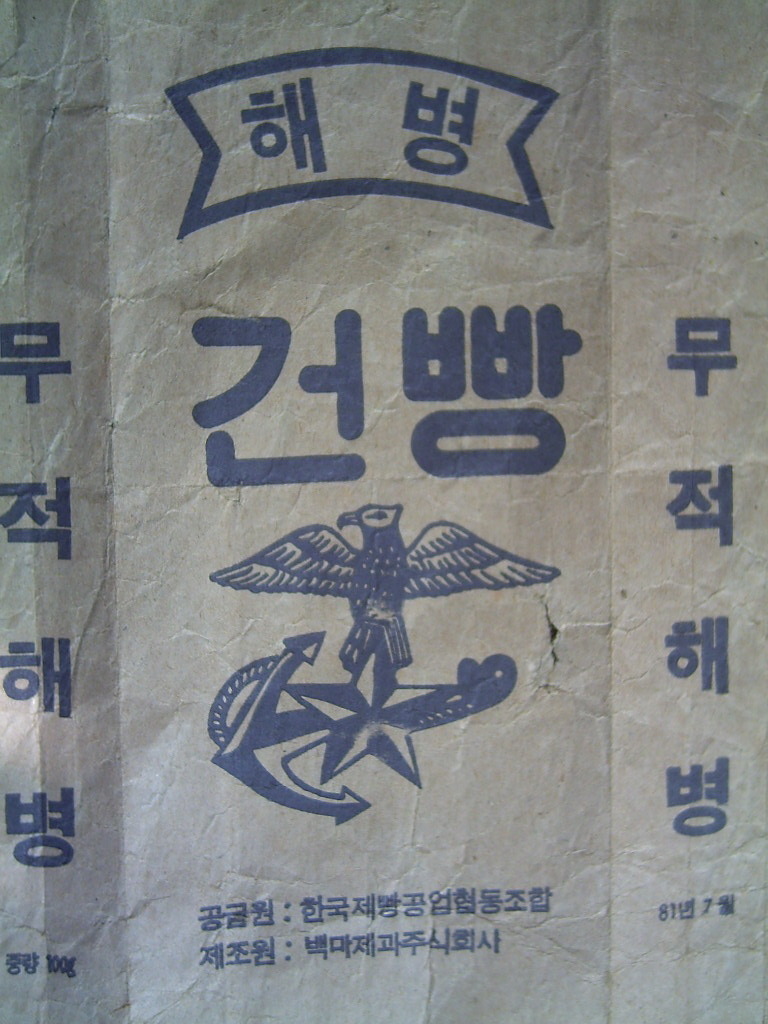 해 병
건빵
무적해병
무적해병
공급원 : 한국제빵공업협동조합
제조원 : 백마제과주식회사
81년 7월
중량 100g